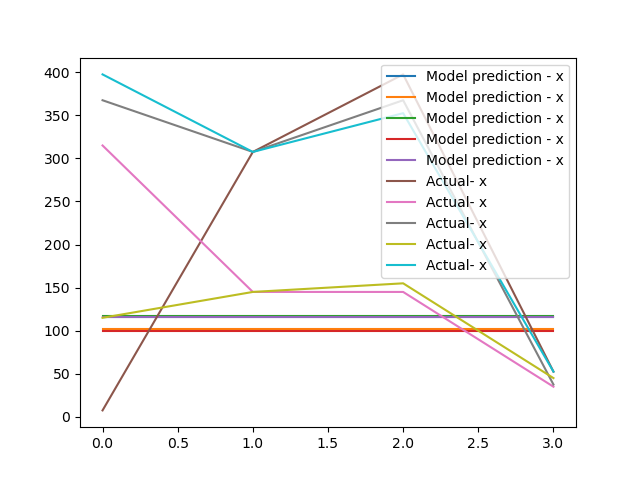 400
350
300
250
200
150
100
50
0
0.0 0.5 1.0 1.5 2.0 2.5 3.0
Model prediction - x
Model prediction - x
Model prediction - x
Model prediction - x
Model prediction - x
Actual- x
Actual- x
Actual- x
Actual- x
Actual- x